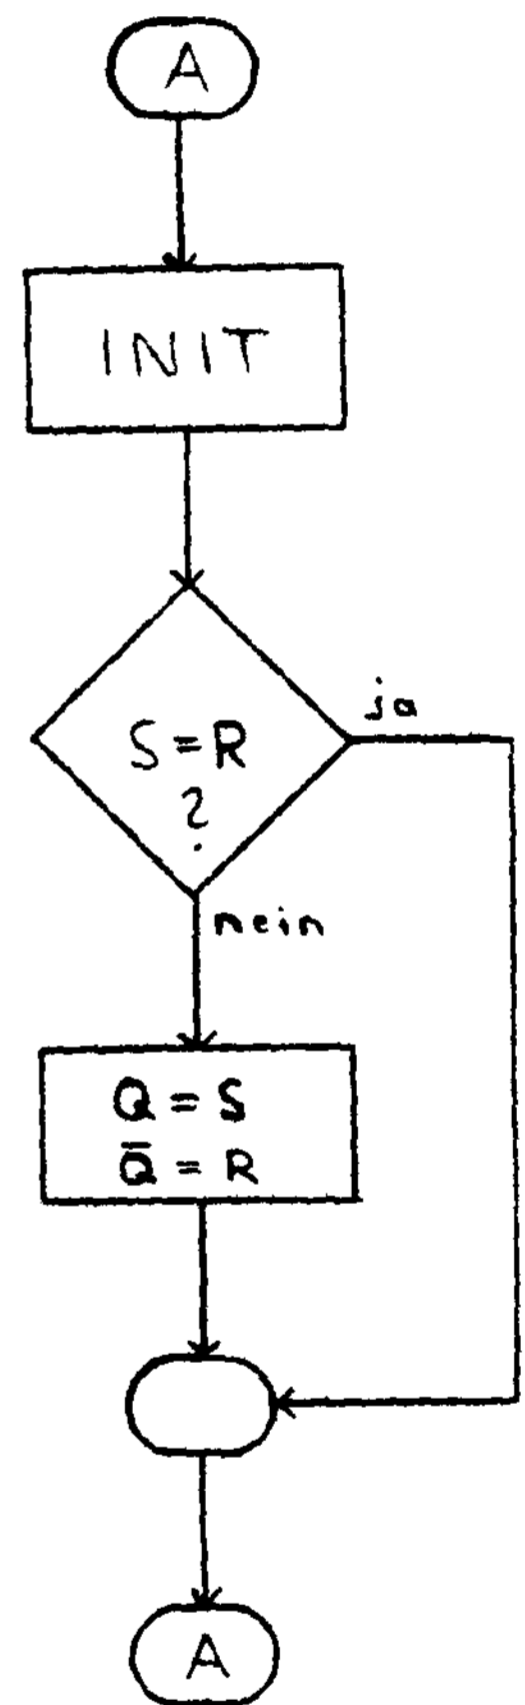 A
INIT
S=R
?
ja
nein
Q = S
Q̅ = R
A